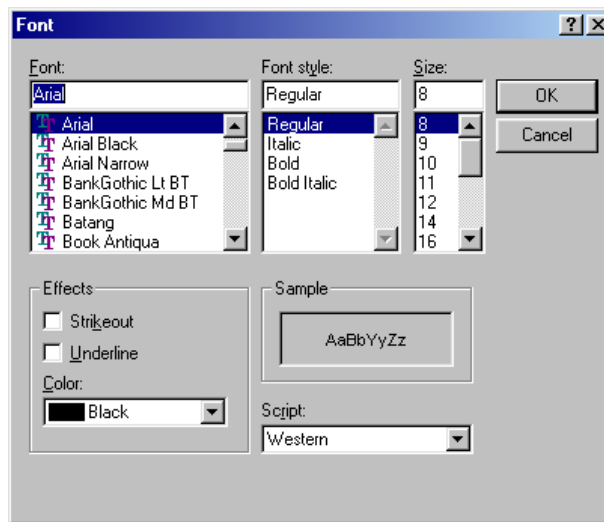 Font
Font:
Arial
Arial
Arial Black
Arial Narrow
BankGothic Lt BT
BankGothic Md BT
Batang
Book Antiqua
Font style:
Regular
Regular
Italic
Bold
Bold Italic
Size:
8
8
9
10
11
12
14
16
OK
Cancel
Effects
Strikeout
Underline
Color:
Black
Sample
AaBbYyZz
Script:
Western